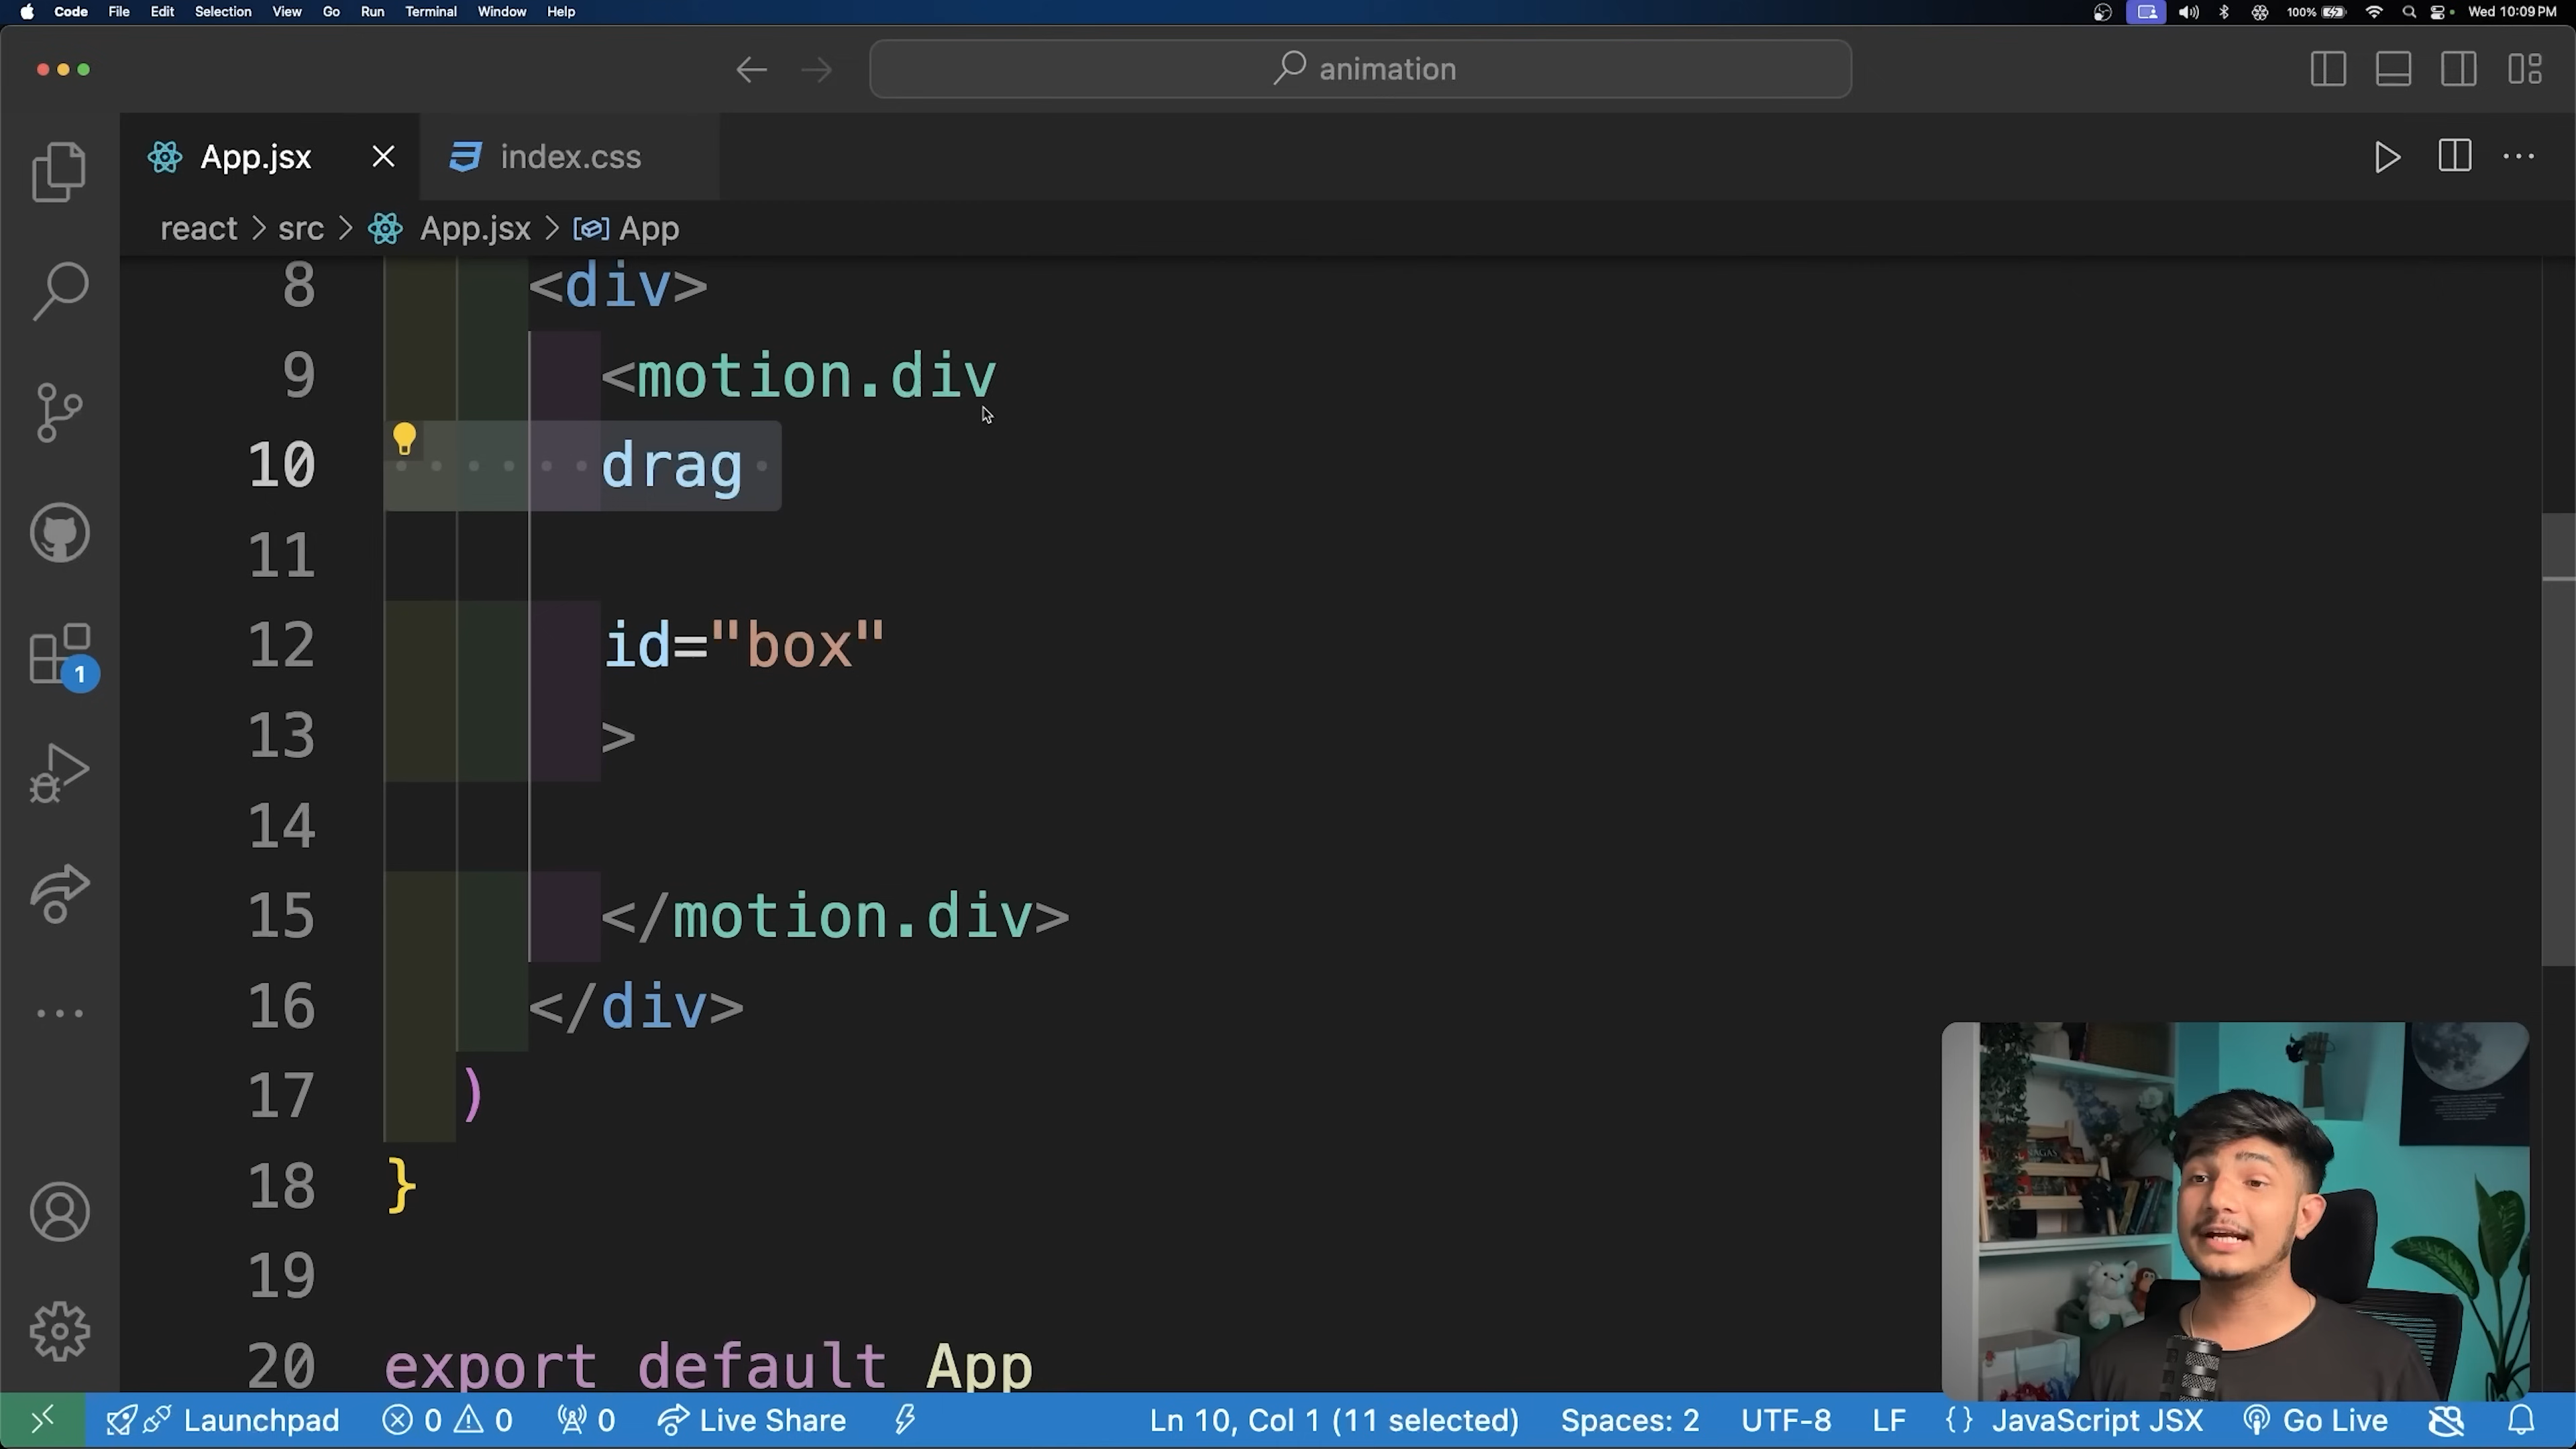 Code File Edit Selection View Go Run Terminal Window Help 100% Wed 10:09 PM
animation
App.jsx index.css
react > src > App.jsx > App
8 <div>
9 <motion.div
10 drag
11
12 id="box"
13 >
14
15 </motion.div>
16 </div>
17 )
18 }
19
20 export default App
1
Launchpad 0 0 0 Live Share Ln 10, Col 1 (11 selected) Spaces: 2 UTF-8 LF {} JavaScript JSX Go Live